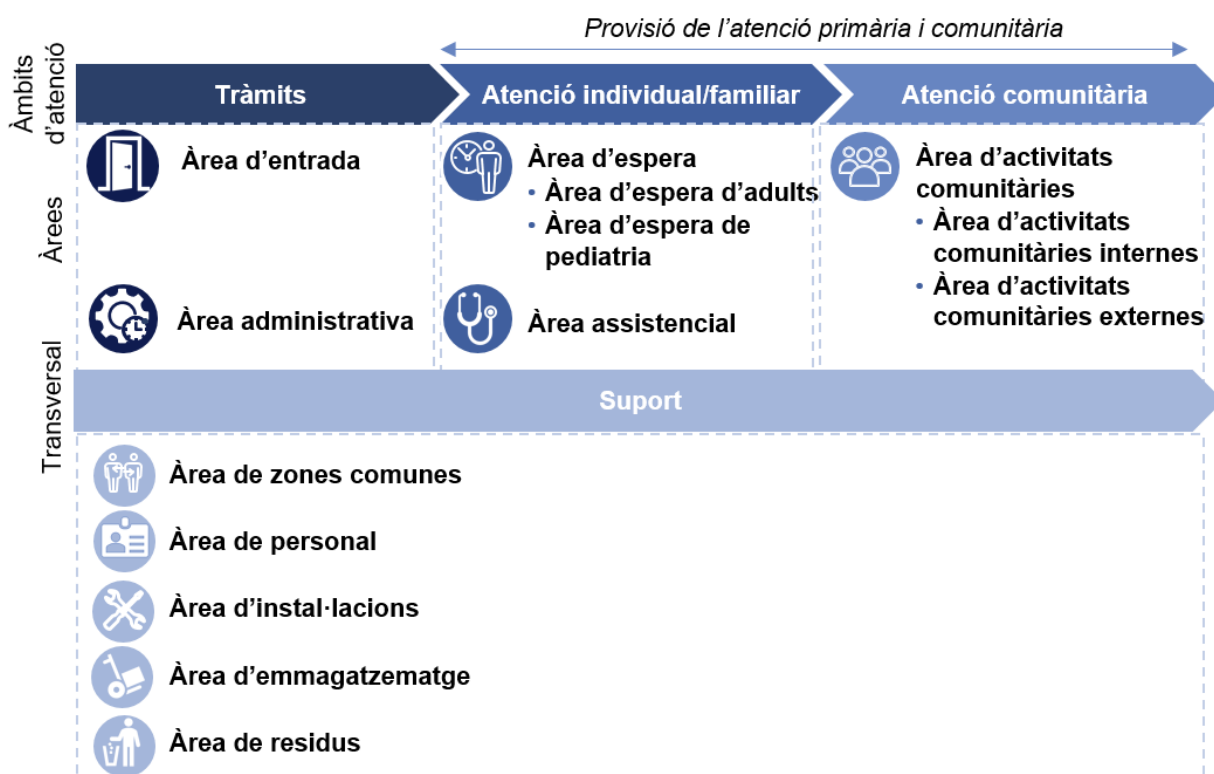 Provisió de l’atenció primària i comunitària
Àmbits
d’atenció
Tràmits
Atenció individual/familiar
Atenció comunitària
Àrees
Àrea d’entrada
Àrea administrativa
Àrea d’espera
• Àrea d’espera d’adults
• Àrea d’espera de
pediatria
Àrea assistencial
Àrea d’activitats
comunitàries
• Àrea d’activitats
comunitàries internes
• Àrea d’activitats
comunitàries externes
Transversal
Suport
Àrea de zones comunes
Àrea de personal
Àrea d’instal·lacions
Àrea d’emmagatzematge
Àrea de residus